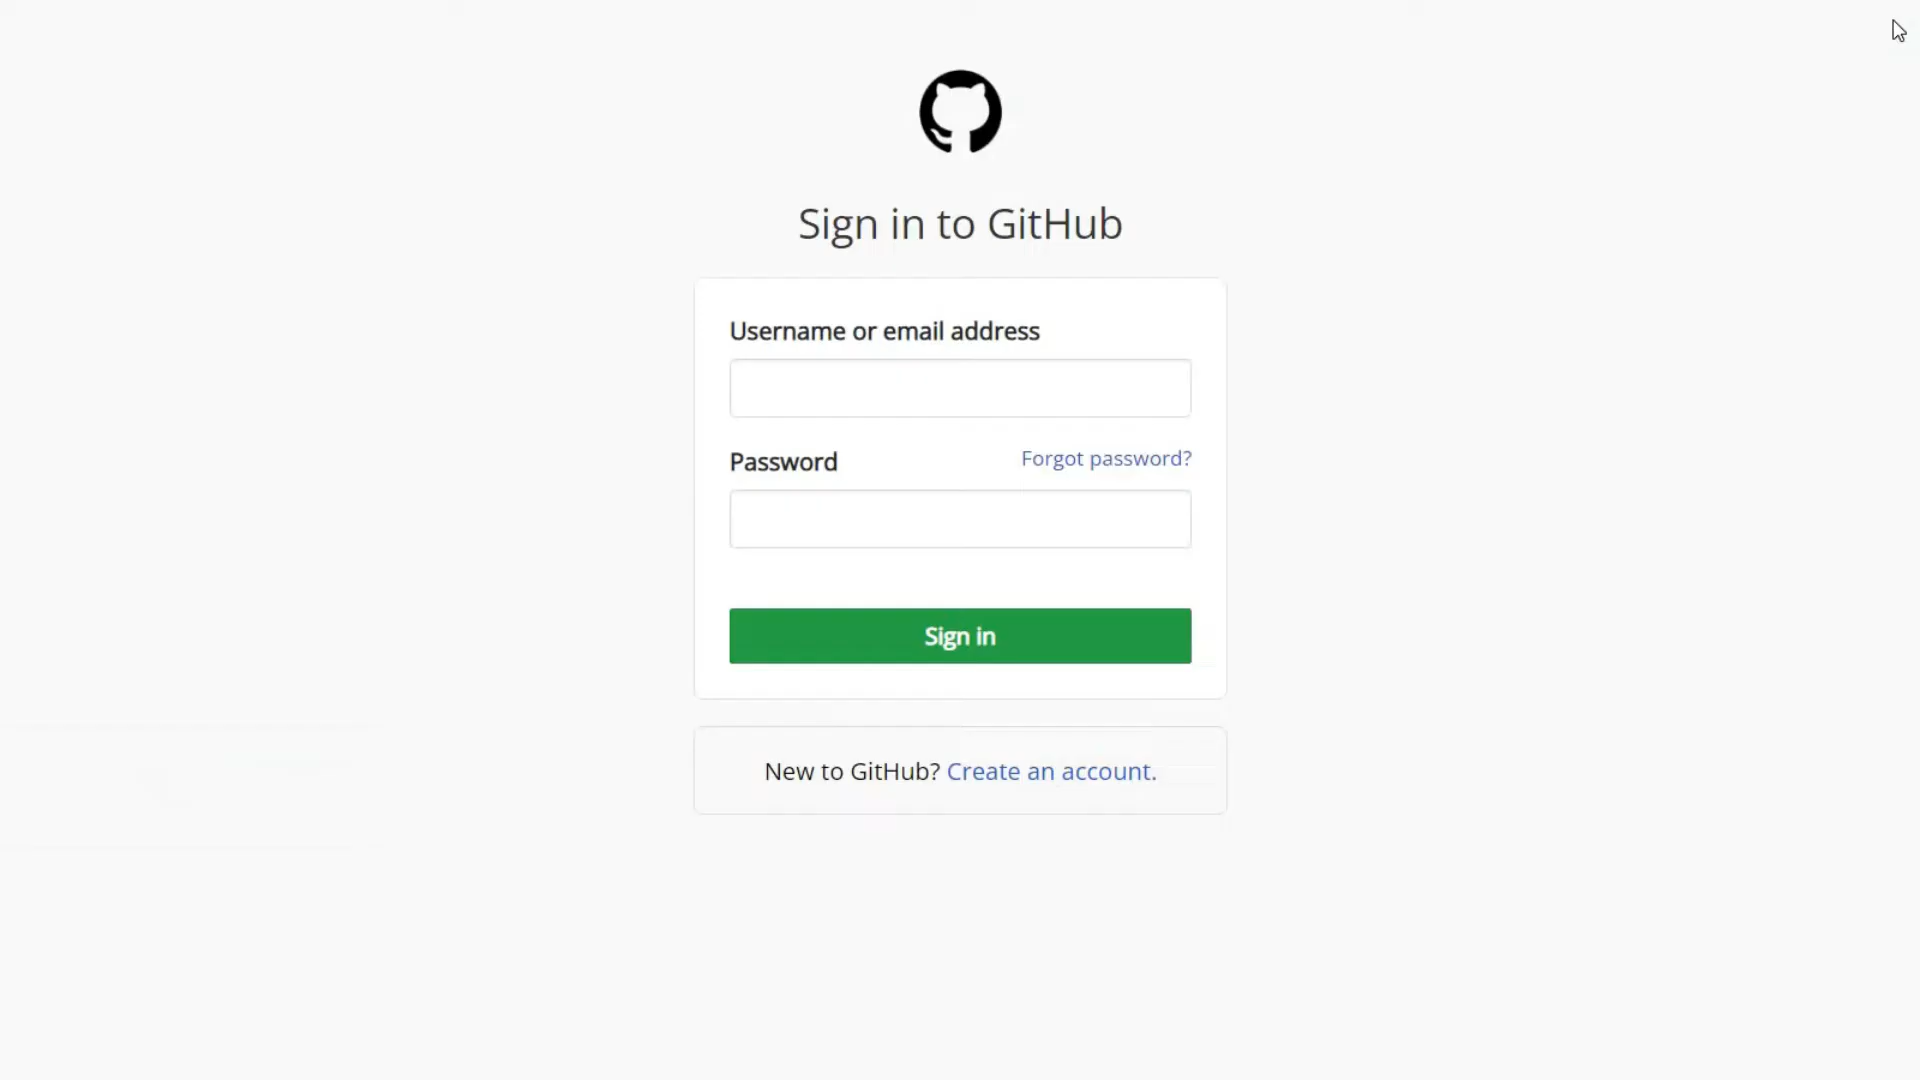 Sign in to GitHub
Username or email address
Password Forgot password?
Sign in
New to GitHub? Create an account.